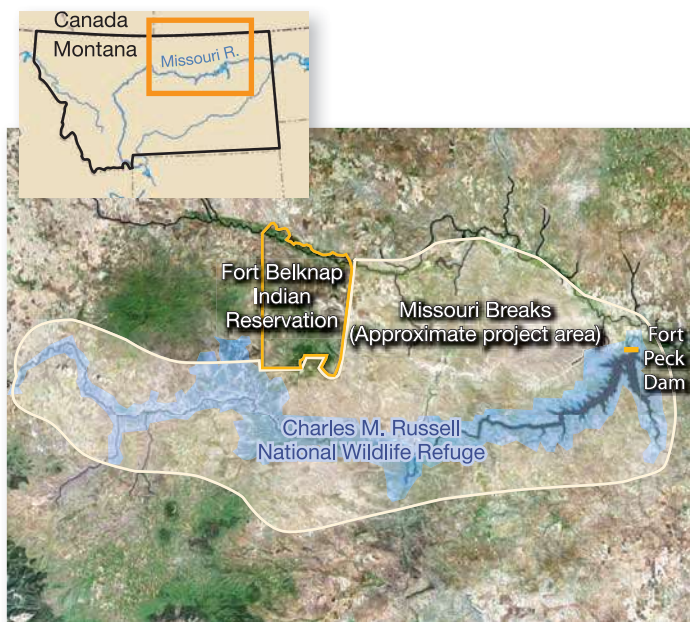 Canada
Montana
Missouri R.
Fort Belknap
Indian
Reservation
Missouri Breaks
(Approximate project area)
Fort
Peck
Dam
Charles M. Russell
National Wildlife Refuge